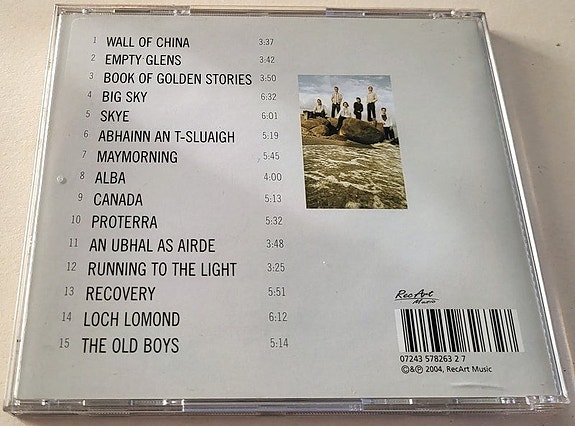 1 WALL OF CHINA 3:37
2 EMPTY GLENS 3:42
3 BOOK OF GOLDEN STORIES 3:50
4 BIG SKY 6:32
5 SKYE 6:01
6 ABHAINN AN T-SLUAIGH 5:19
7 MAYMORNING 5:45
8 ALBA 4:00
9 CANADA 5:13
10 PROTERRA 5:32
11 AN UBHAL AS AIRDE 3:48
12 RUNNING TO THE LIGHT 3:25
13 RECOVERY 5:51
14 LOCH LOMOND 6:12
15 THE OLD BOYS 5:14
RecArt
Music
07243 578263 2 7
©&℗ 2004, RecArt Music